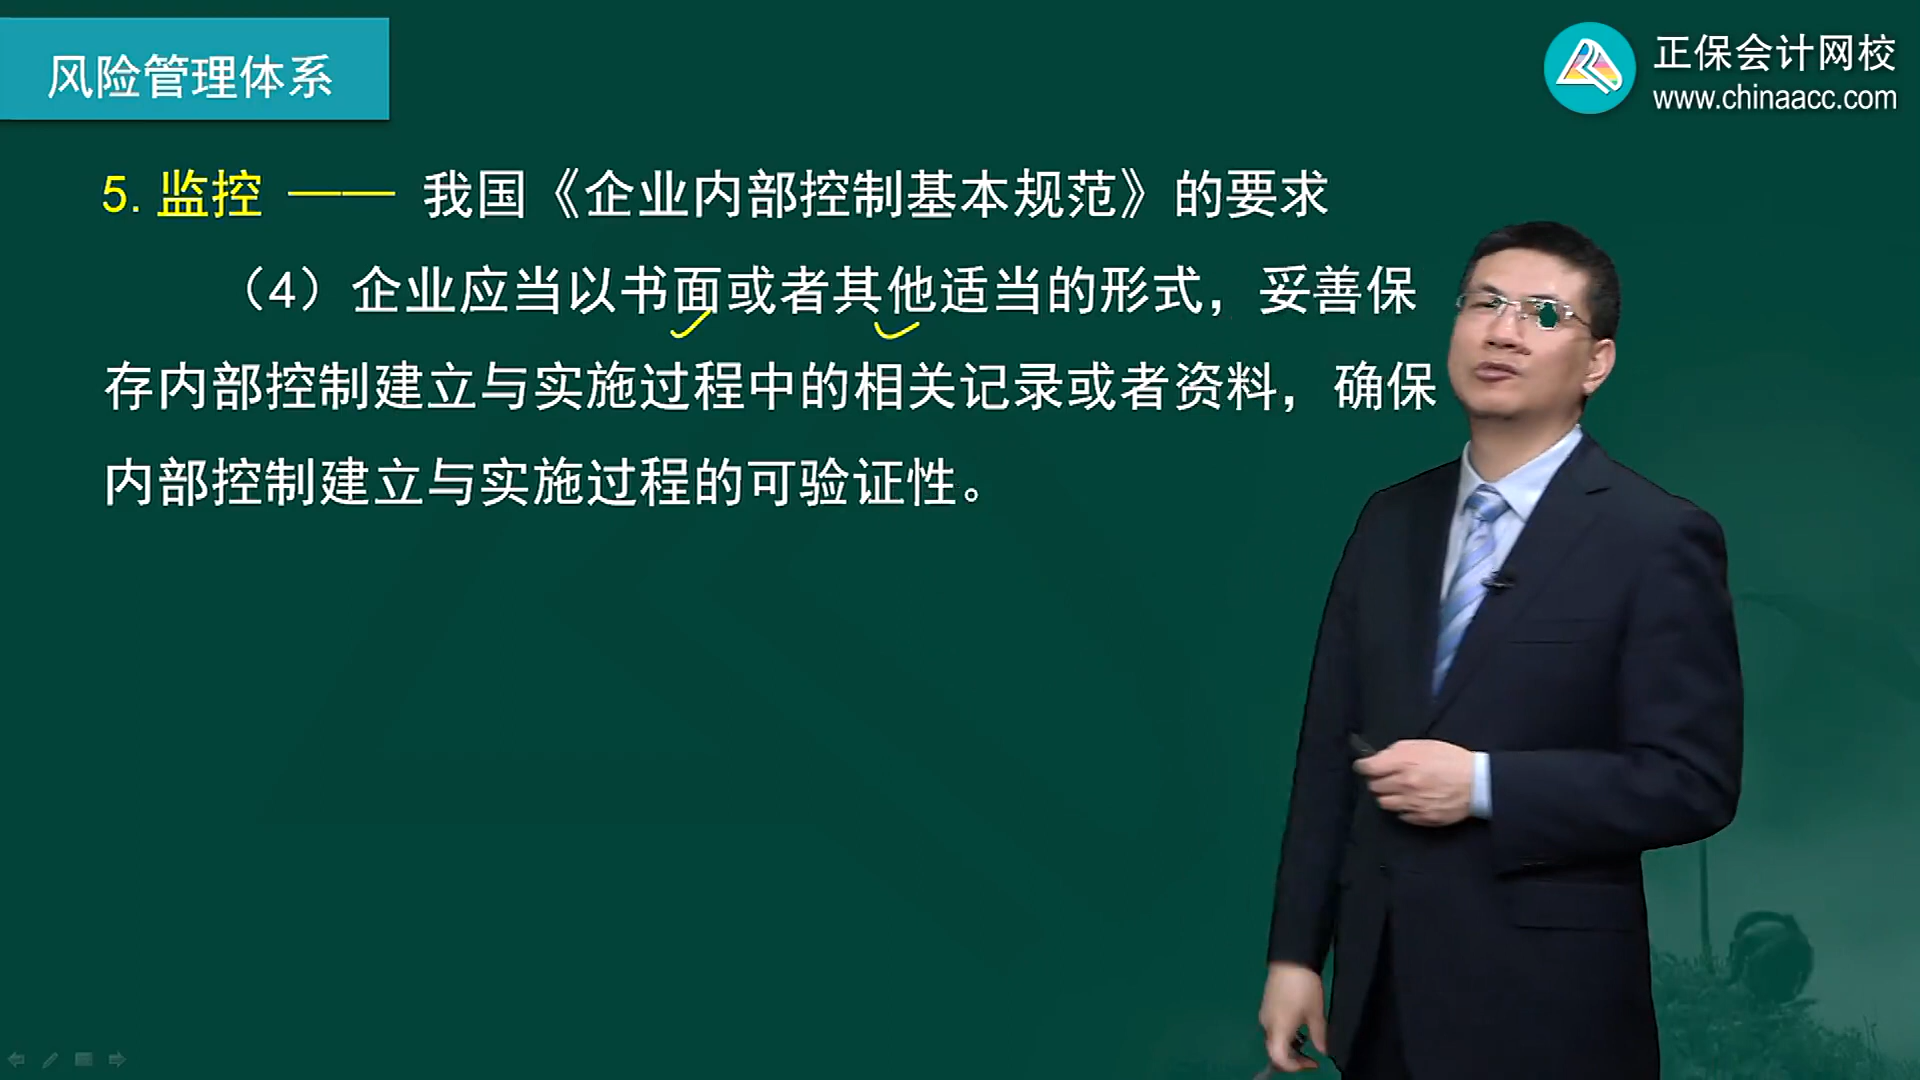 风险管理体系
正保会计网校
www.chinaacc.com
5. 监控 —— 我国《企业内部控制基本规范》的要求
（4）企业应当以书面或者其他适当的形式，妥善保
存内部控制建立与实施过程中的相关记录或者资料，确保
内部控制建立与实施过程的可验证性。